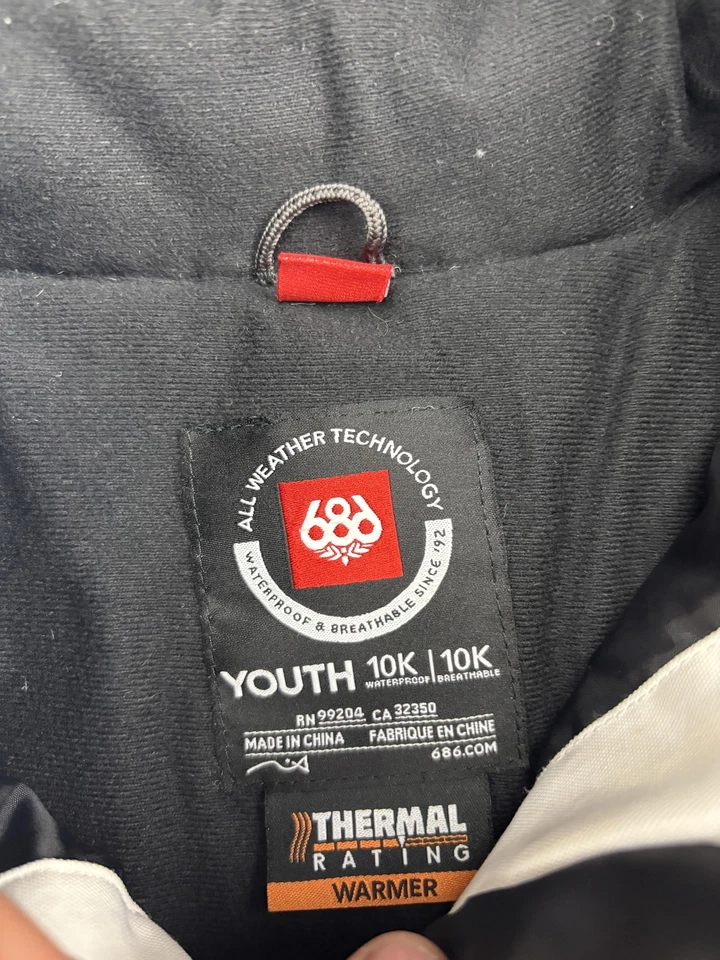 ALL WEATHER TECHNOLOGY
686
WATERPROOF & BREATHABLE SINCE '92
YOUTH 10K | 10K
WATERPROOF BREATHABLE
RN 99204 CA 32350
MADE IN CHINA FABRIQUE EN CHINE
686.COM
THERMAL
RATING
WARMER